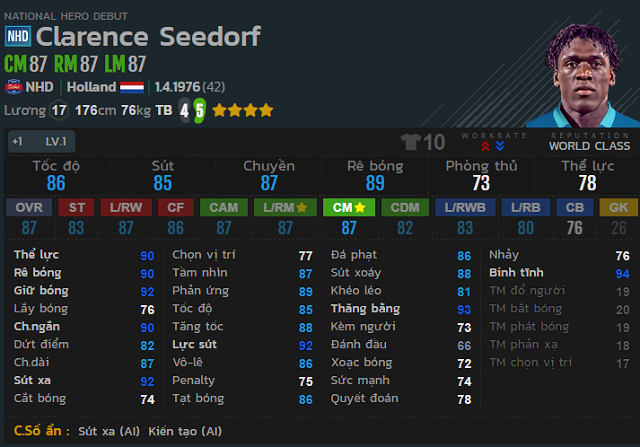 NATIONAL HERO DEBUT
NHD Clarence Seedorf
CM 87 RM 87 LM 87
NHD Holland 1.4.1976 (42)
Lương 17 176cm 76kg TB 4 5
+1 LV.1
10
WORKRATE
REPUTATION
WORLD CLASS
Tốc độ Sút Chuyền Rê bóng Phòng thủ Thể lực
86 85 87 89 73 78
OVR ST L/RW CF CAM L/RM CM CDM L/RWB L/RB CB GK
87 83 87 86 87 87 87 82 83 80 76 26
Thể lực 90 Chọn vị trí 77 Đá phạt 86 Nhảy 76
Rê bóng 90 Tầm nhìn 87 Sút xoáy 88 Bình tĩnh 94
Giữ bóng 92 Phản ứng 89 Khéo léo 81 TM đổ người 19
Lấy bóng 76 Tốc độ 85 Thăng bằng 93 TM bắt bóng 20
Ch.ngắn 90 Tăng tốc 88 Kèm người 73 TM phát bóng 19
Dứt điểm 82 Lực sút 92 Đánh đầu 66 TM phản xạ 18
Ch.dài 87 Vô-lê 86 Xoạc bóng 72 TM chọn vị trí 17
Sút xa 92 Penalty 75 Sức mạnh 74
Cắt bóng 74 Tạt bóng 86 Quyết đoán 78
C.Số ẩn : Sút xa (AI) Kiến tạo (AI)